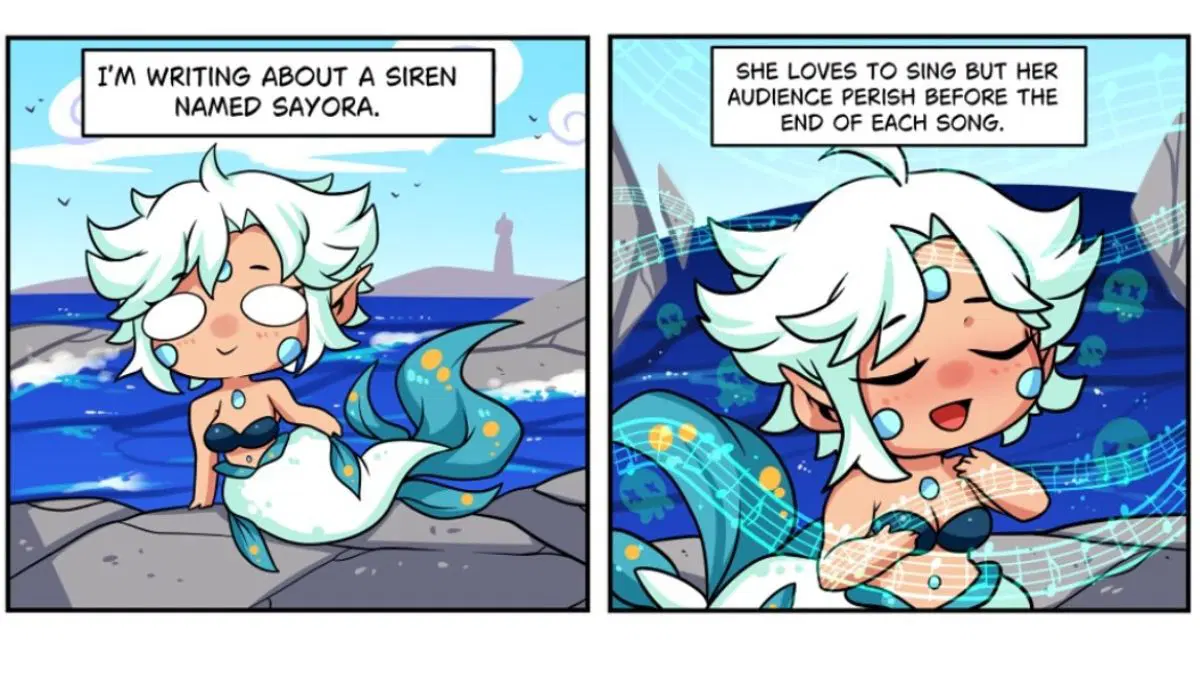 I'M WRITING ABOUT A SIREN
NAMED SAYORA.
SHE LOVES TO SING BUT HER
AUDIENCE PERISH BEFORE THE
END OF EACH SONG.